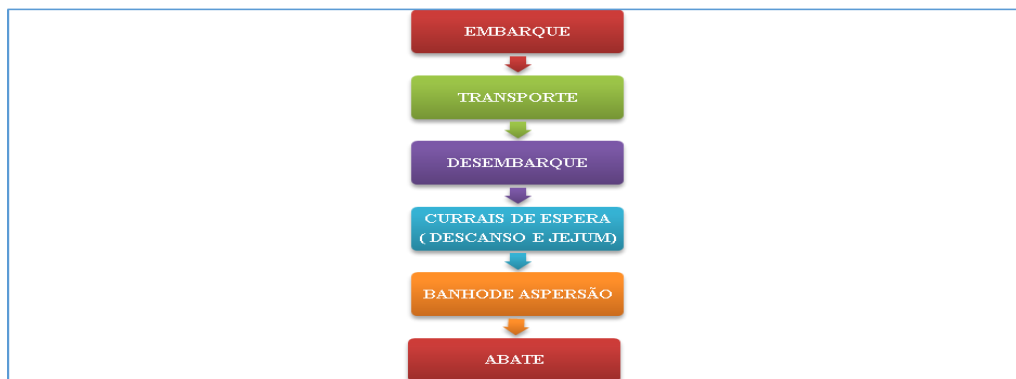 EMBARQUE
TRANSPORTE
DESEMBARQUE
CURRAIS DE ESPERA
( DESCANSO E JEJUM)
BANHODE ASPERSÃO
ABATE